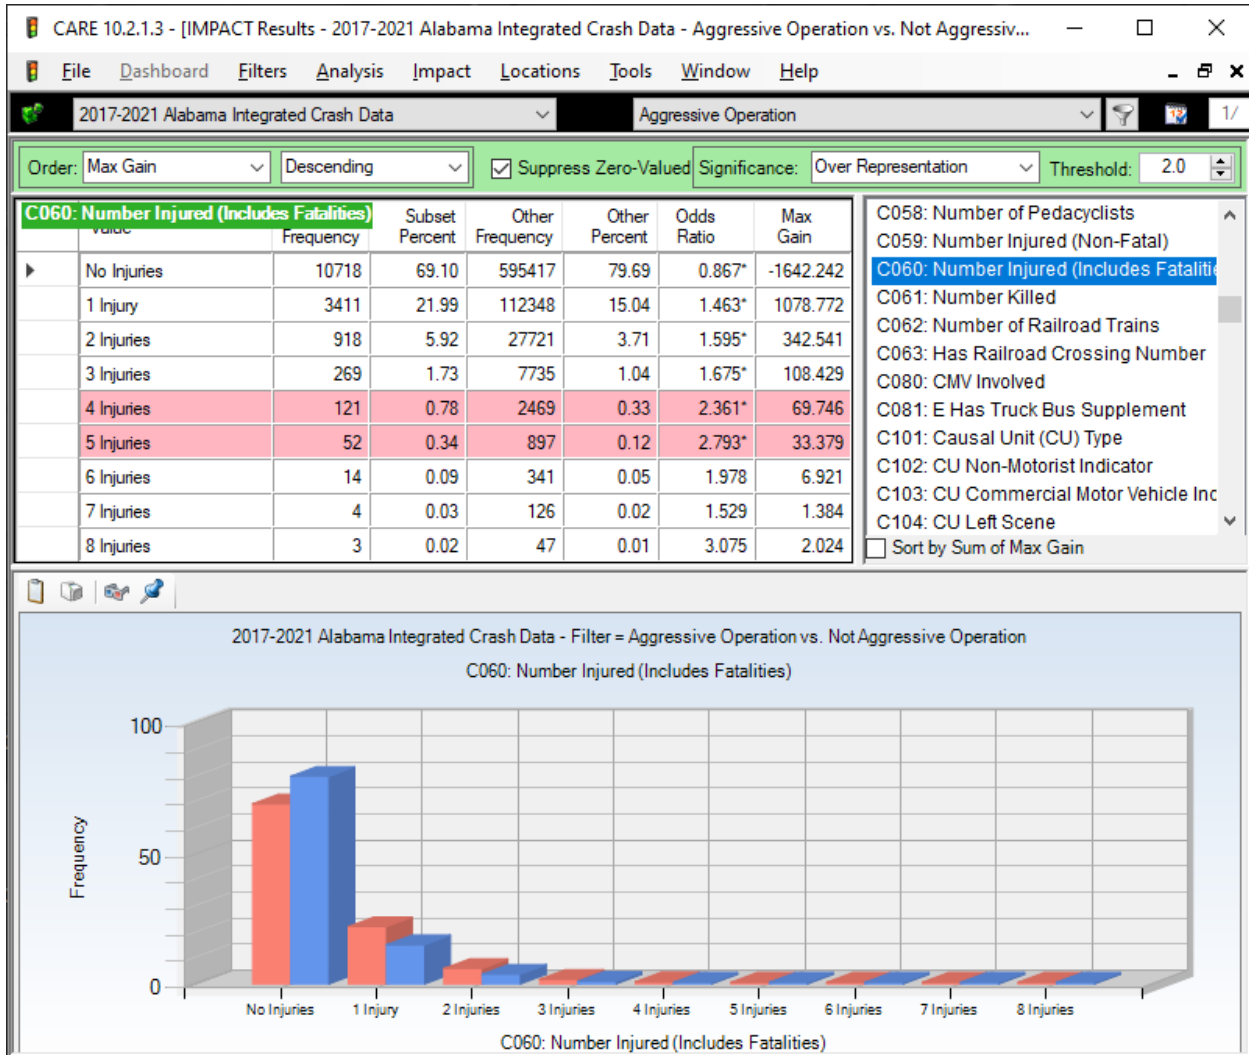 CARE 10.2.1.3 - [IMPACT Results - 2017-2021 Alabama Integrated Crash Data - Aggressive Operation vs. Not Aggressiv...
File Dashboard Filters Analysis Impact Locations Tools Window Help
2017-2021 Alabama Integrated Crash Data Aggressive Operation 1/
Order: Max Gain Descending Suppress Zero-Valued Significance: Over Representation Threshold: 2.0
C060: Number Injured (Includes Fatalities)
Value Frequency Subset Percent Other Frequency Other Percent Odds Ratio Max Gain
No Injuries 10718 69.10 595417 79.69 0.867* -1642.242
1 Injury 3411 21.99 112348 15.04 1.463* 1078.772
2 Injuries 918 5.92 27721 3.71 1.595* 342.541
3 Injuries 269 1.73 7735 1.04 1.675* 108.429
4 Injuries 121 0.78 2469 0.33 2.361* 69.746
5 Injuries 52 0.34 897 0.12 2.793* 33.379
6 Injuries 14 0.09 341 0.05 1.978 6.921
7 Injuries 4 0.03 126 0.02 1.529 1.384
8 Injuries 3 0.02 47 0.01 3.075 2.024
C058: Number of Pedacyclists
C059: Number Injured (Non-Fatal)
C060: Number Injured (Includes Fatalitie
C061: Number Killed
C062: Number of Railroad Trains
C063: Has Railroad Crossing Number
C080: CMV Involved
C081: E Has Truck Bus Supplement
C101: Causal Unit (CU) Type
C102: CU Non-Motorist Indicator
C103: CU Commercial Motor Vehicle Inc
C104: CU Left Scene
Sort by Sum of Max Gain
2017-2021 Alabama Integrated Crash Data - Filter = Aggressive Operation vs. Not Aggressive Operation
C060: Number Injured (Includes Fatalities)
100
50
0
Frequency
No Injuries 1 Injury 2 Injuries 3 Injuries 4 Injuries 5 Injuries 6 Injuries 7 Injuries 8 Injuries
C060: Number Injured (Includes Fatalities)